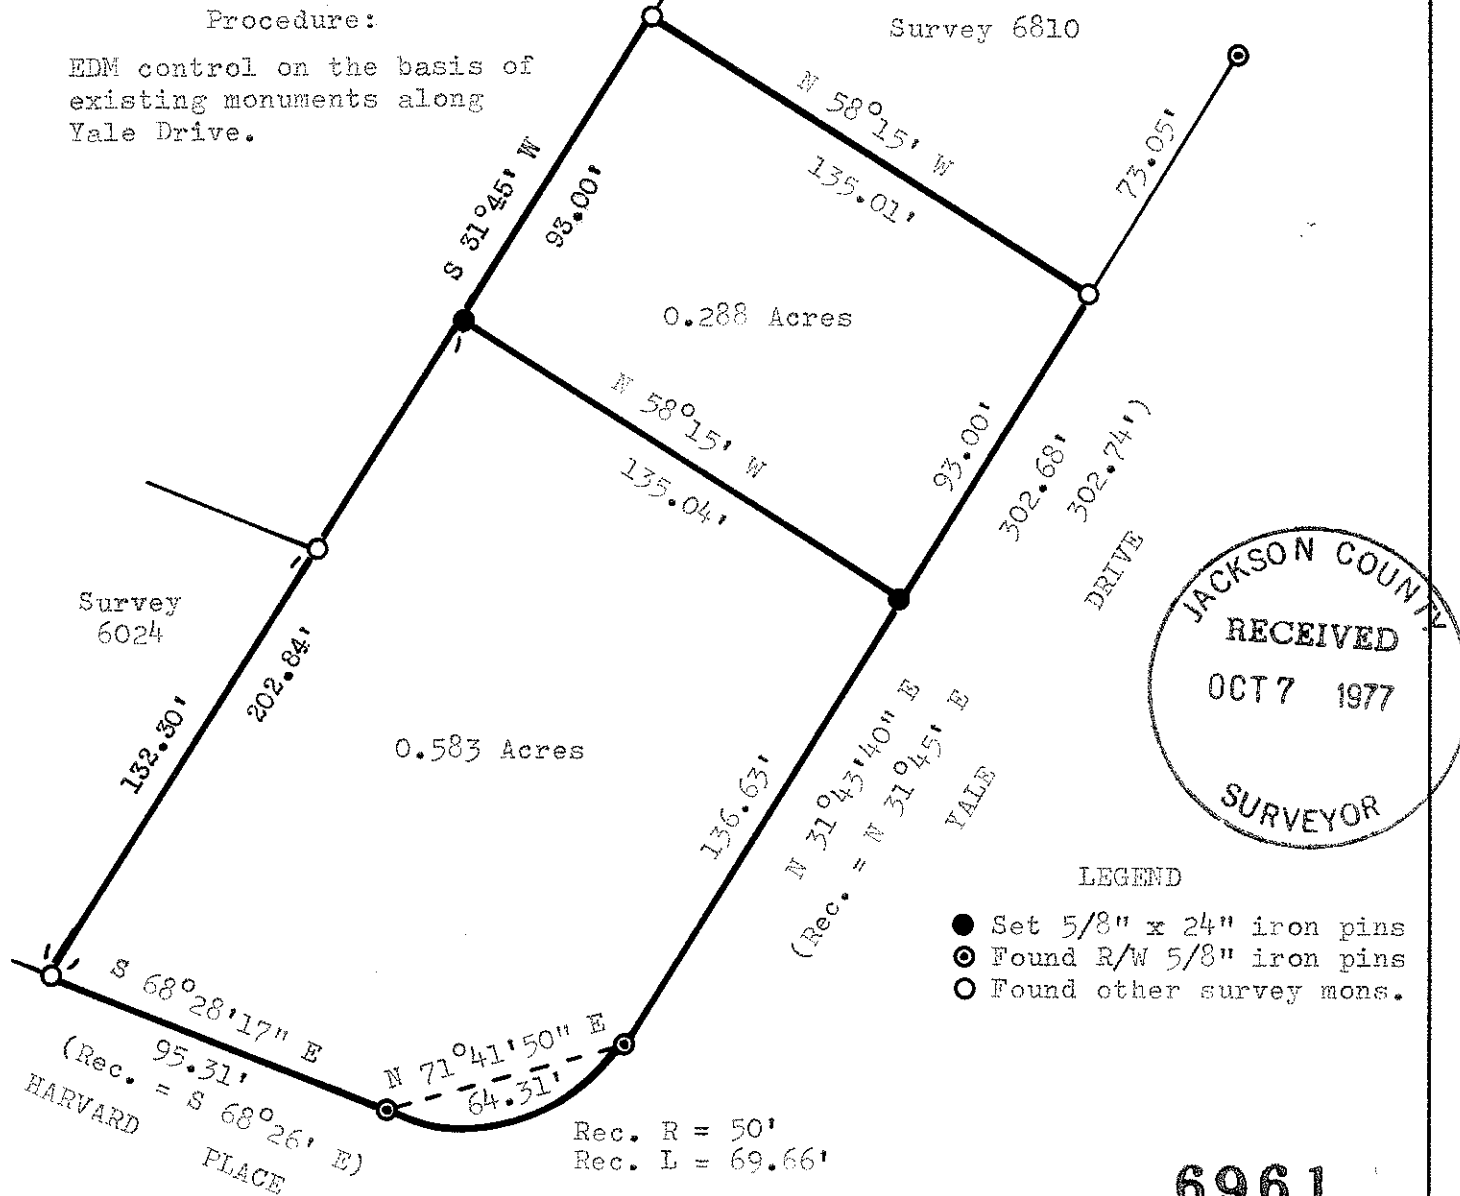 Procedure:
EDM control on the basis of
existing monuments along
Yale Drive.
Survey 6810
N 58°15' W
135.01'
73.05'
S 31°45' W
93.00'
0.288 Acres
N 58°15' W
135.04'
93.00'
302.68'
302.74')
DRIVE
YALE
N 31°43'40" E
(Rec. = N 31°45' E
136.63'
Survey
6024
132.30'
202.84'
0.583 Acres
JACKSON COUNTY
RECEIVED
OCT 7 1977
SURVEYOR
LEGEND
Set 5/8" x 24" iron pins
Found R/W 5/8" iron pins
Found other survey mons.
S 68°28'17" E
95.31'
(Rec. = S 68°26' E)
HARVARD PLACE
N 71°41'50" E
64.31'
Rec. R = 50'
Rec. L = 69.66'
6961